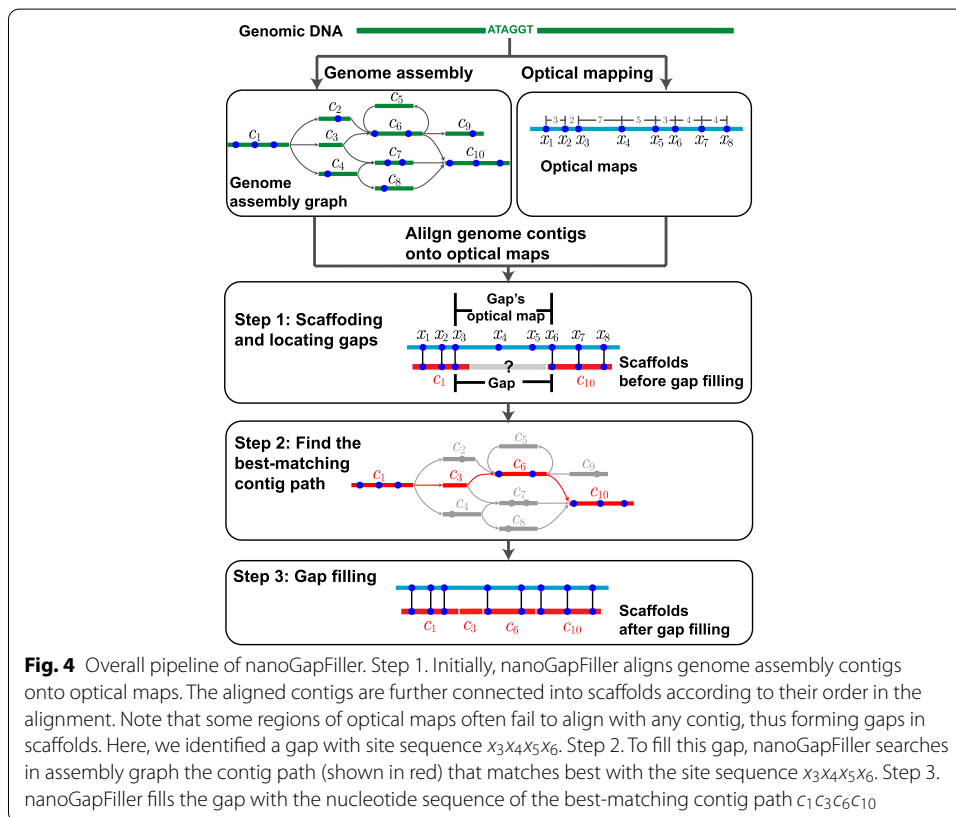 Genomic DNA ATAGGT
Genome assembly Optical mapping
c5
c2
c6 c9
c1 c3
c7 c10
c4
c8
Genome
assembly graph
3 2 7 5 3 4 4
x1 x2 x3 x4 x5 x6 x7 x8
Optical maps
Alilgn genome contigs
onto optical maps
Step 1: Scaffoding
and locating gaps
Gap's
optical map
x1 x2 x3 x4 x5 x6 x7 x8
?
c1 Gap c10
Scaffolds
before gap filling
Step 2: Find the
best-matching
contig path
c5
c2
c6 c9
c1 c3
c7 c10
c4
c8
Step 3: Gap filling
c1 c3 c6 c10
Scaffolds
after gap filling
Fig. 4 Overall pipeline of nanoGapFiller. Step 1. Initially, nanoGapFiller aligns genome assembly contigs
onto optical maps. The aligned contigs are further connected into scaffolds according to their order in the
alignment. Note that some regions of optical maps often fail to align with any contig, thus forming gaps in
scaffolds. Here, we identified a gap with site sequence x3x4x5x6. Step 2. To fill this gap, nanoGapFiller searches
in assembly graph the contig path (shown in red) that matches best with the site sequence x3x4x5x6. Step 3.
nanoGapFiller fills the gap with the nucleotide sequence of the best-matching contig path c1c3c6c10